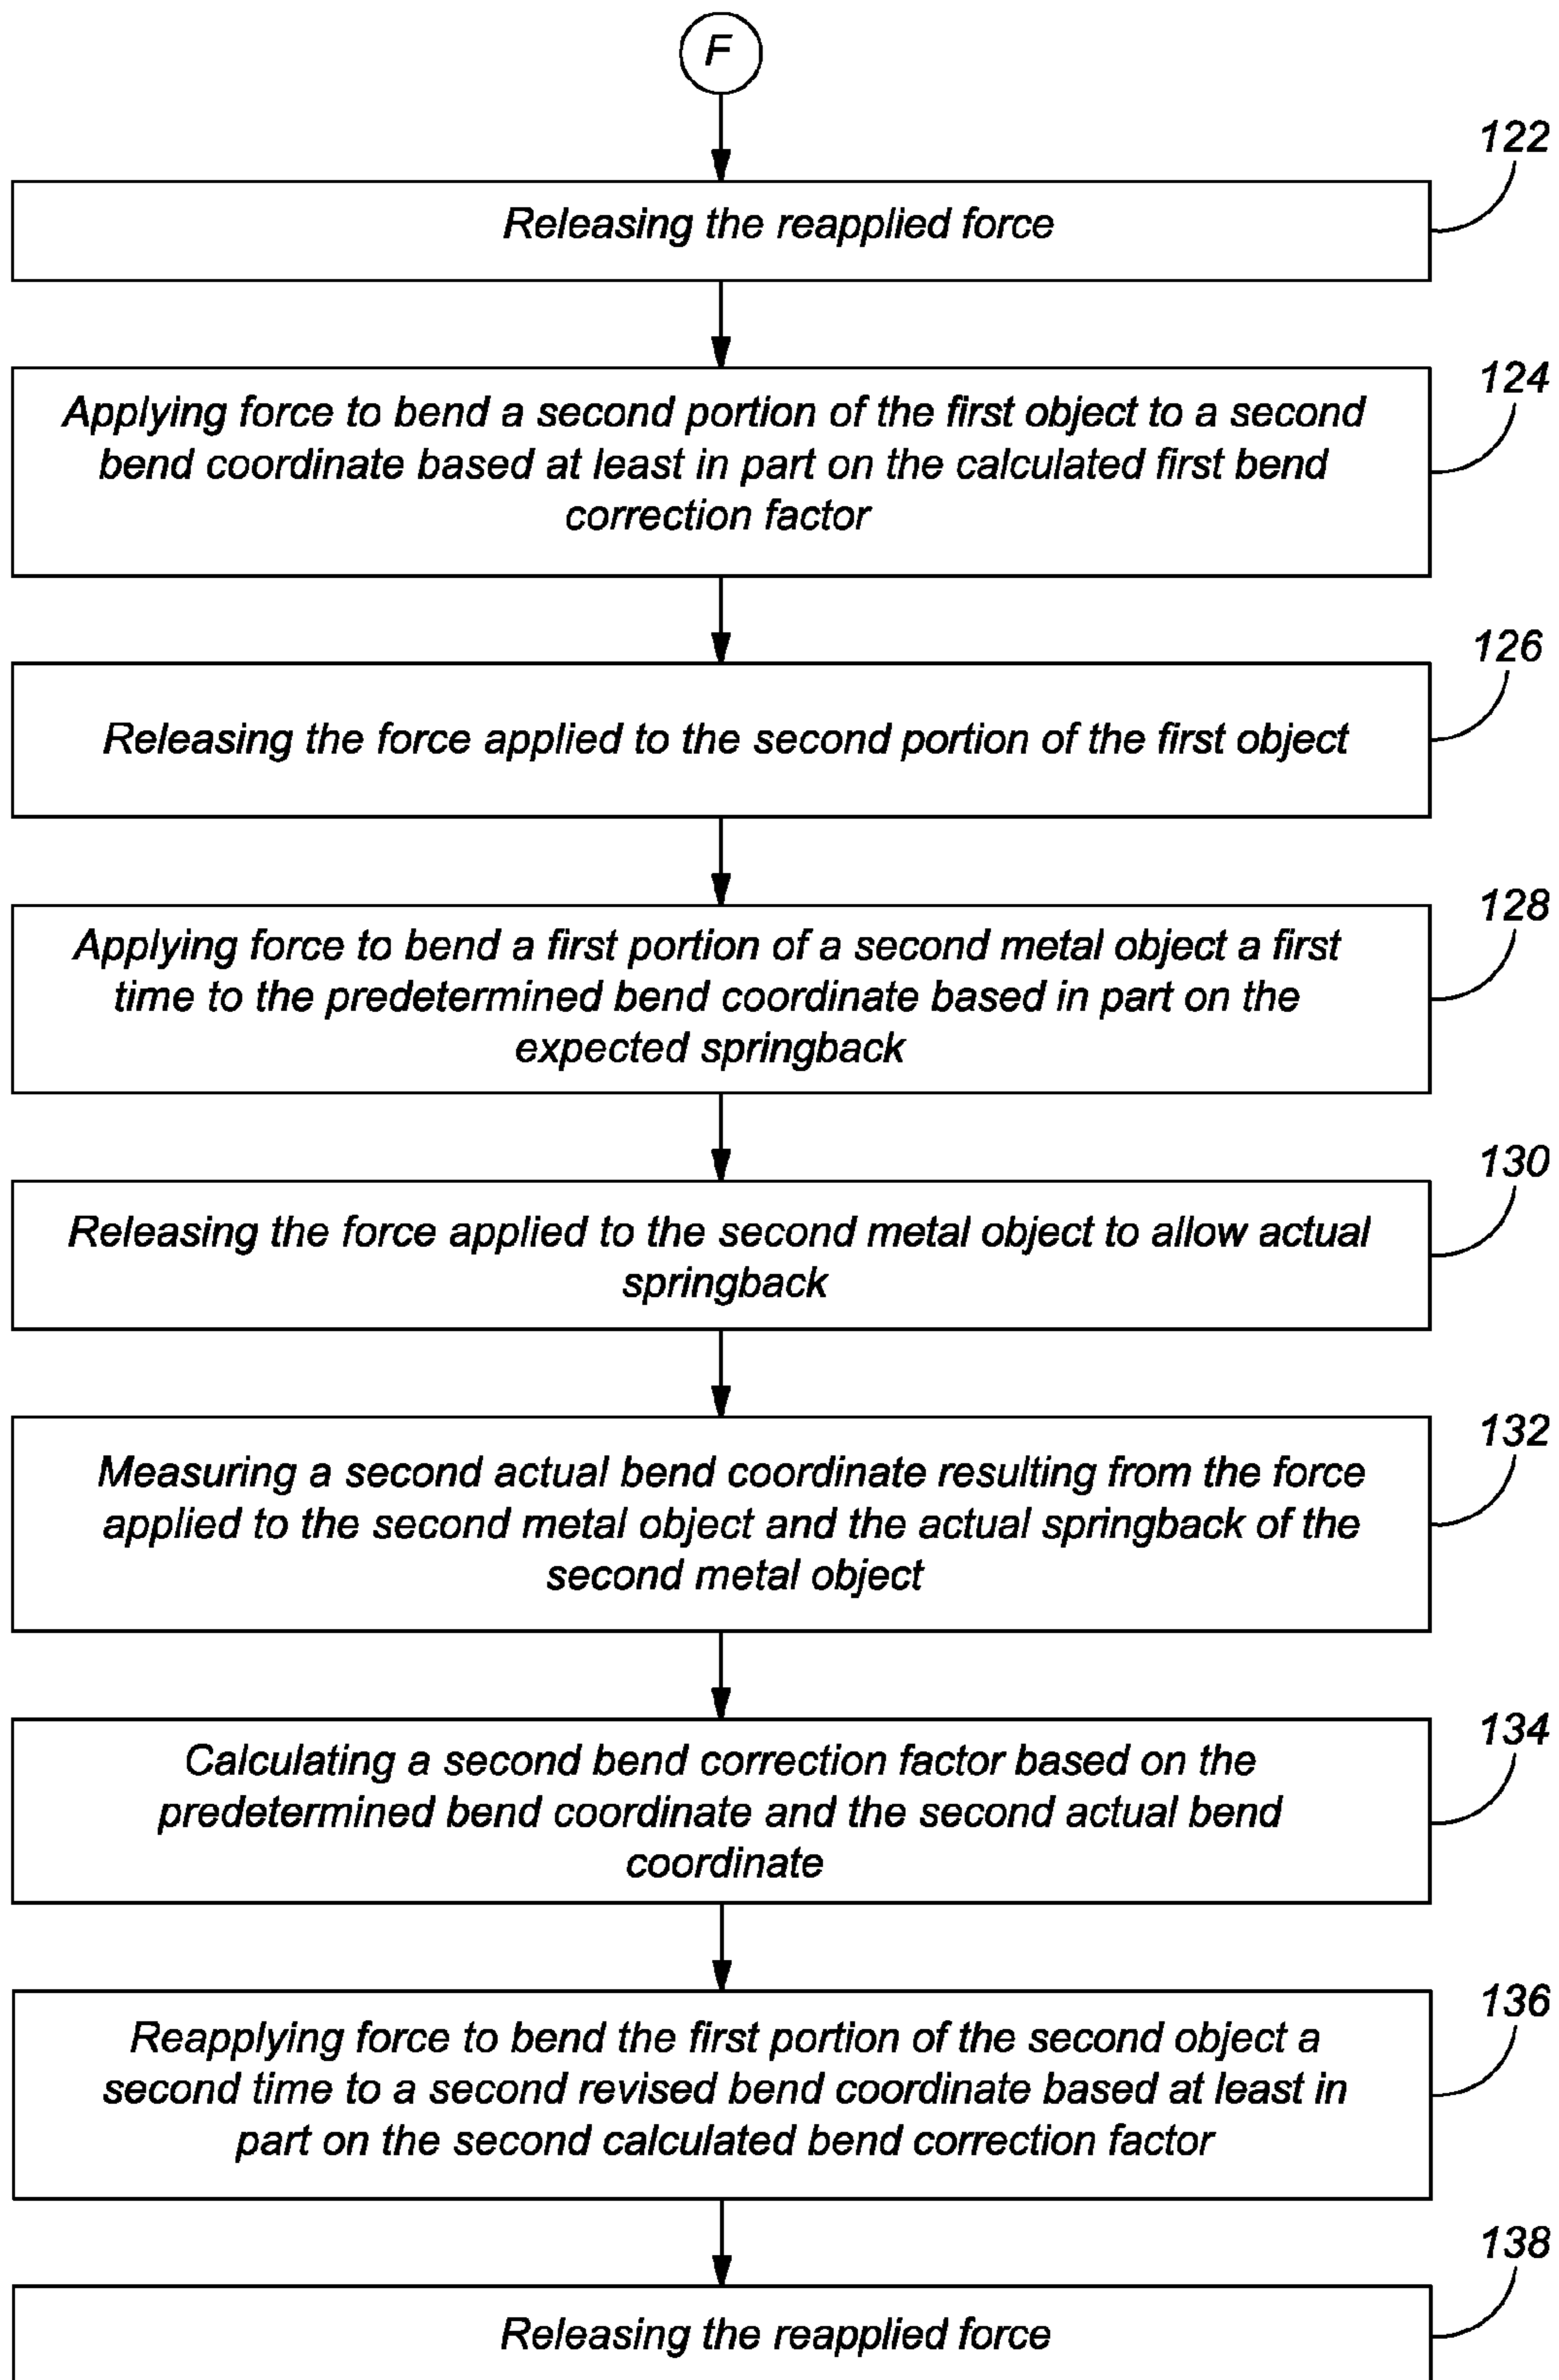 F
122
Releasing the reapplied force
124
Applying force to bend a second portion of the first object to a second
bend coordinate based at least in part on the calculated first bend
correction factor
126
Releasing the force applied to the second portion of the first object
128
Applying force to bend a first portion of a second metal object a first
time to the predetermined bend coordinate based in part on the
expected springback
130
Releasing the force applied to the second metal object to allow actual
springback
132
Measuring a second actual bend coordinate resulting from the force
applied to the second metal object and the actual springback of the
second metal object
134
Calculating a second bend correction factor based on the
predetermined bend coordinate and the second actual bend
coordinate
136
Reapplying force to bend the first portion of the second object a
second time to a second revised bend coordinate based at least in
part on the second calculated bend correction factor
138
Releasing the reapplied force